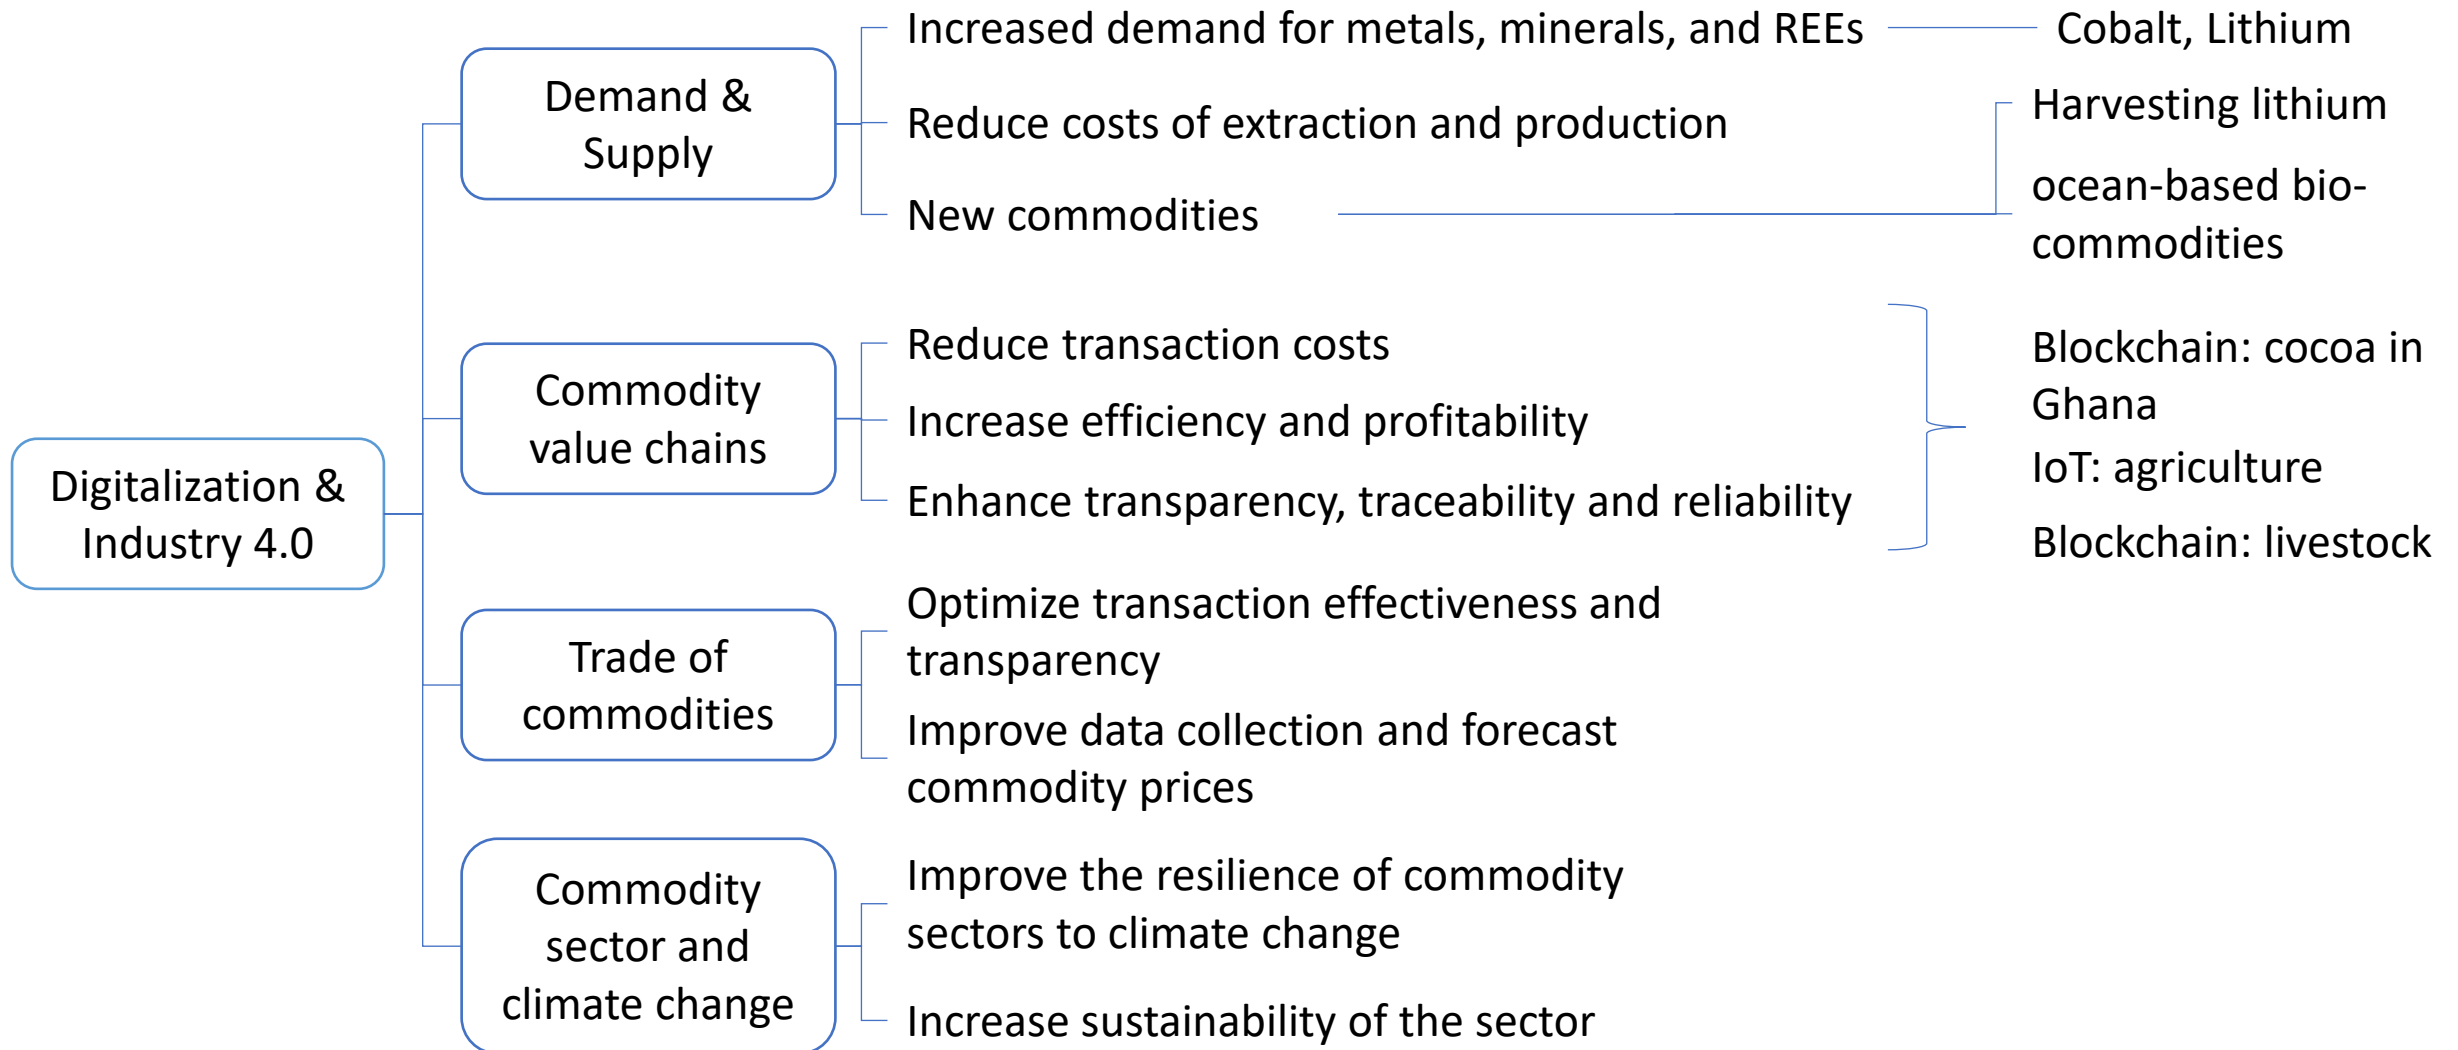 Digitalization &
Industry 4.0
Demand &
Supply
Increased demand for metals, minerals, and REEs
Cobalt, Lithium
Reduce costs of extraction and production
New commodities
Harvesting lithium
ocean-based bio-
commodities
Commodity
value chains
Reduce transaction costs
Increase efficiency and profitability
Enhance transparency, traceability and reliability
Blockchain: cocoa in
Ghana
IoT: agriculture
Blockchain: livestock
Trade of
commodities
Optimize transaction effectiveness and
transparency
Improve data collection and forecast
commodity prices
Commodity
sector and
climate change
Improve the resilience of commodity
sectors to climate change
Increase sustainability of the sector